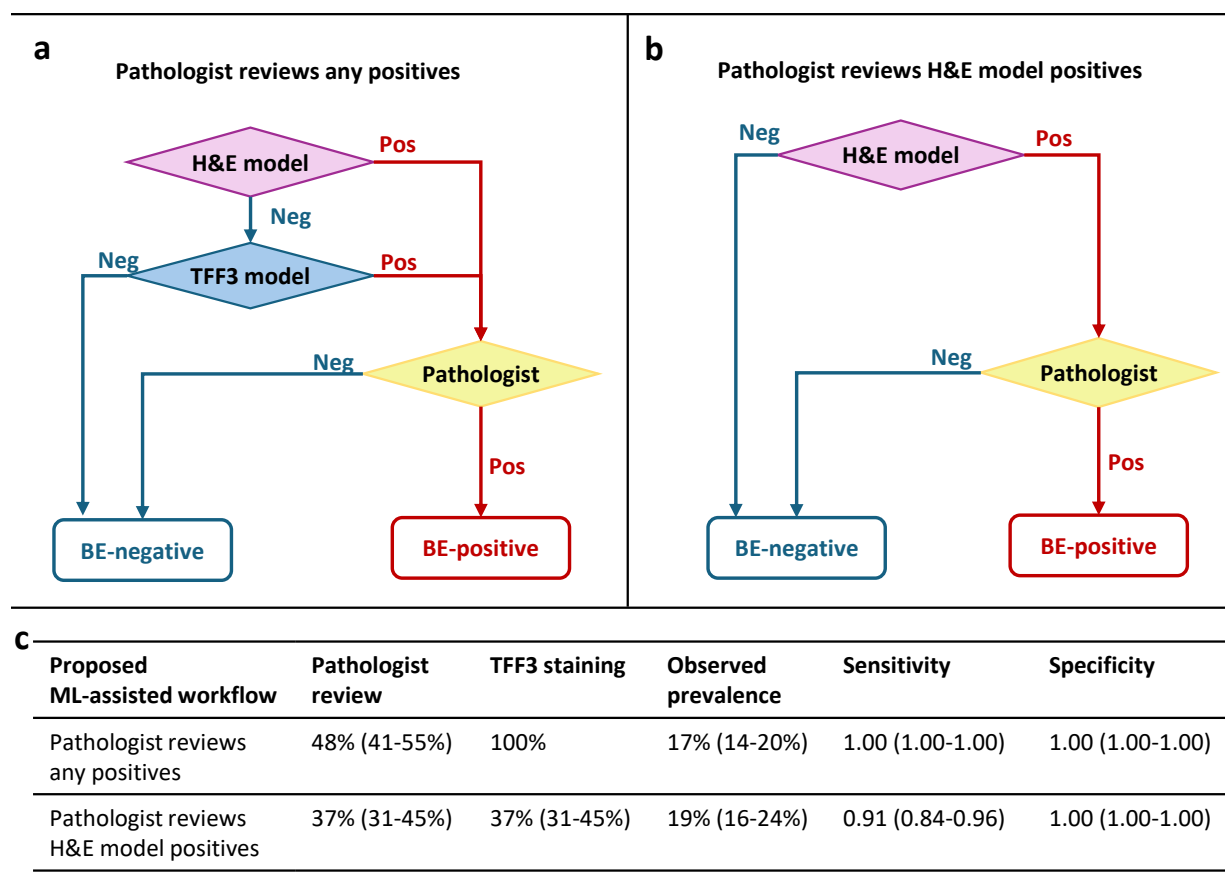 a
Pathologist reviews any positives
H&E model
Pos
Neg
Neg
TFF3 model
Pos
Neg
Pathologist
Pos
BE-negative
BE-positive
b
Pathologist reviews H&E model positives
Neg
H&E model
Pos
Neg
Pathologist
Pos
BE-negative
BE-positive
c
Proposed Pathologist TFF3 staining Observed Sensitivity Specificity
ML-assisted workflow review prevalence
Pathologist reviews 48% (41-55%) 100% 17% (14-20%) 1.00 (1.00-1.00) 1.00 (1.00-1.00)
any positives
Pathologist reviews 37% (31-45%) 37% (31-45%) 19% (16-24%) 0.91 (0.84-0.96) 1.00 (1.00-1.00)
H&E model positives